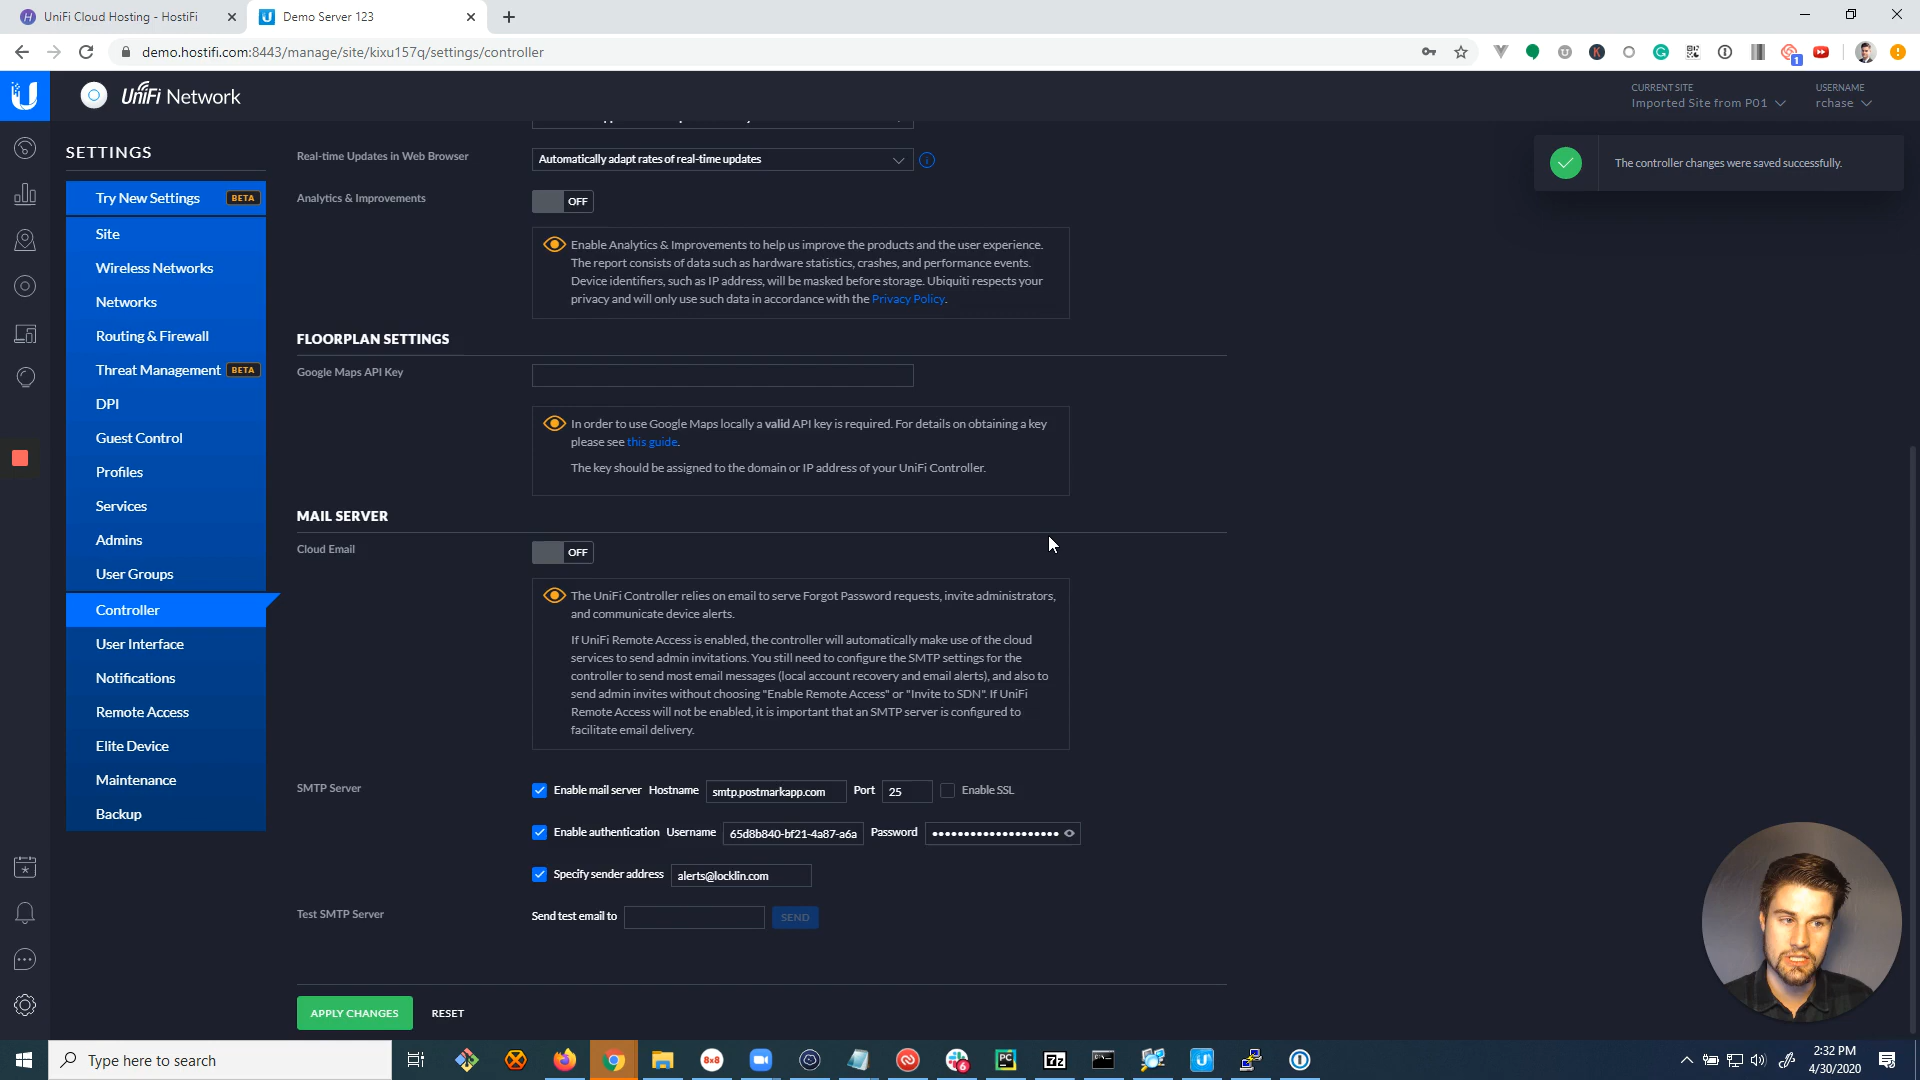 UniFi Cloud Hosting - HostiFi
Demo Server 123
demo.hostifi.com:8443/manage/site/kixu157q/settings/controller
1
UniFi Network
CURRENT SITE
Imported Site from P01
USERNAME
rchase
The controller changes were saved successfully.
SETTINGS
Try New Settings BETA
Site
Wireless Networks
Networks
Routing & Firewall
Threat Management BETA
DPI
Guest Control
Profiles
Services
Admins
User Groups
Controller
User Interface
Notifications
Remote Access
Elite Device
Maintenance
Backup
Real-time Updates in Web Browser
Automatically adapt rates of real-time updates
Analytics & Improvements
OFF
Enable Analytics & Improvements to help us improve the products and the user experience.
The report consists of data such as hardware statistics, crashes, and performance events.
Device identifiers, such as IP address, will be masked before storage. Ubiquiti respects your
privacy and will only use such data in accordance with the Privacy Policy.
FLOORPLAN SETTINGS
Google Maps API Key
In order to use Google Maps locally a valid API key is required. For details on obtaining a key
please see this guide.
The key should be assigned to the domain or IP address of your UniFi Controller.
MAIL SERVER
Cloud Email
OFF
The UniFi Controller relies on email to serve Forgot Password requests, invite administrators,
and communicate device alerts.
If UniFi Remote Access is enabled, the controller will automatically make use of the cloud
services to send admin invitations. You still need to configure the SMTP settings for the
controller to send most email messages (local account recovery and email alerts), and also to
send admin invites without choosing "Enable Remote Access" or "Invite to SDN". If UniFi
Remote Access will not be enabled, it is important that an SMTP server is configured to
facilitate email delivery.
SMTP Server
Enable mail server Hostname smtp.postmarkapp.com Port 25 Enable SSL
Enable authentication Username 65d8b840-bf21-4a87-a6a Password ••••••••••••••••••••
Specify sender address alerts@locklin.com
Test SMTP Server
Send test email to
SEND
APPLY CHANGES
RESET
Type here to search
8x8
6
PC
7z
2:32 PM
4/30/2020